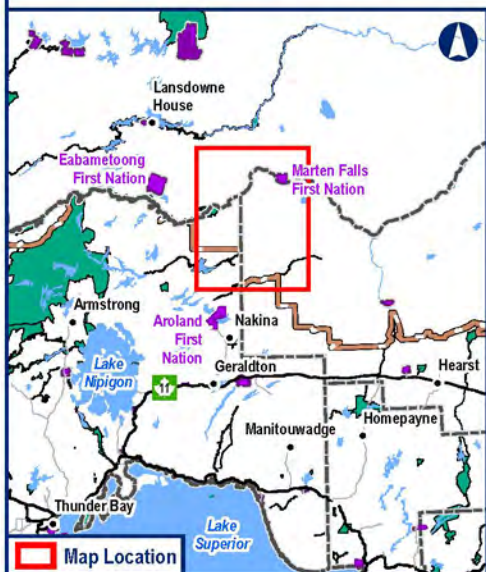 Lansdowne
House
Eabametoong
First Nation
Marten Falls
First Nation
Armstrong
Aroland
First
Nation
Nakina
Lake
Nipigon
Geraldton
Hearst
Manitouwadge
Homepayne
Thunder Bay
Lake
Superior
Map Location